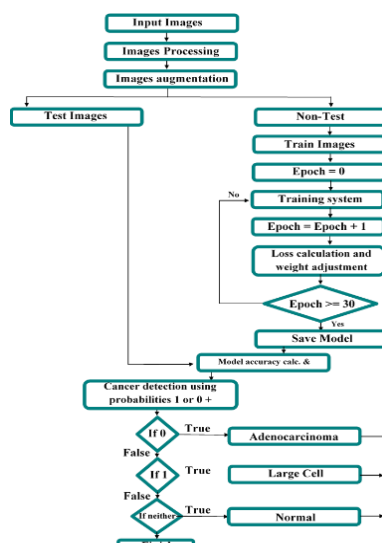 Input Images
Images Processing
Images augmentation
Test Images
Non-Test
Train Images
Epoch = 0
No
Training system
Epoch = Epoch + 1
Loss calculation and
weight adjustment
Epoch >= 30
Yes
Save Model
Model accuracy calc. &
Cancer detection using
probabilities 1 or 0 +
If 0
True
Adenocarcinoma
False
If 1
True
Large Cell
False
If neither
True
Normal